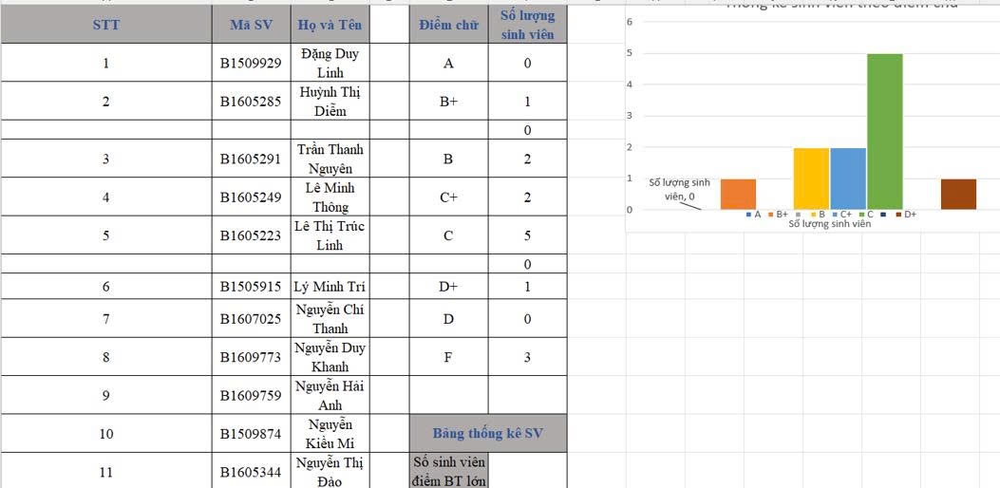 STT Mã SV Họ và Tên Điểm chữ Số lượng
sinh viên
1 B1509929 Đặng Duy
Linh A 0
2 B1605285 Huỳnh Thị
Diễm B+ 1
0
3 B1605291 Trần Thanh
Nguyên B 2
4 B1605249 Lê Minh
Thông C+ 2
5 B1605223 Lê Thị Trúc
Linh C 5
0
6 B1505915 Lý Minh Trí D+ 1
7 B1607025 Nguyễn Chí
Thanh D 0
8 B1609773 Nguyễn Duy
Khanh F 3
9 B1609759 Nguyễn Hải
Anh
10 B1509874 Nguyễn
Kiều Mi Bảng thống kê SV
11 B1605344 Nguyễn Thị
Đào Số sinh viên
điểm BT lớn
Thống kê sinh viên theo điểm chữ
6
5
4
3
2
1
0
Số lượng sinh
viên, 0
A B+ B C+ C D+
Số lượng sinh viên